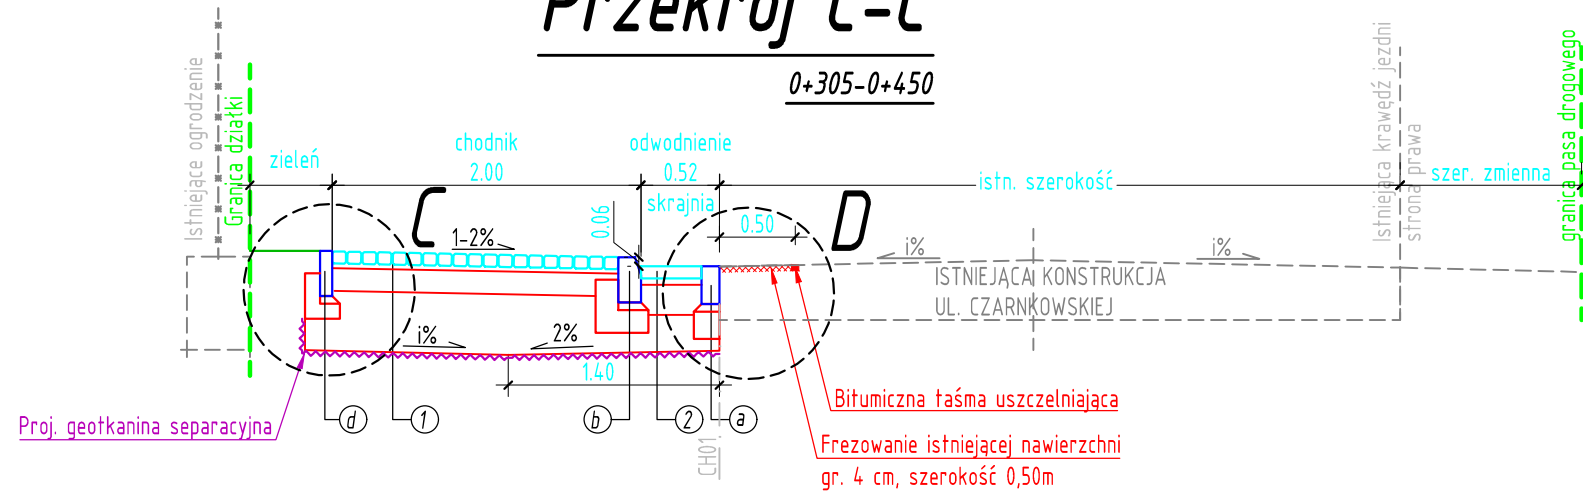 Przekrój C-C
0+305-0+450
Istniejące ogrodzenie
Granica działki
zieleń
chodnik
2.00
odwodnienie
0.52
skrajnia
istn. szerokość
Istniejąca krawędź jezdni
strona prawa
szer. zmienna
granica pasa drogowego
C
D
1-2%
0.06
0.50
i%
i%
ISTNIEJĄCA KONSTRUKCJA
UL. CZARNKOWSKIEJ
i%
2%
1.40
Proj. geotkanina separacyjna
d
1
b
2
a
CH01
Bitumiczna taśma uszczelniająca
Frezowanie istniejącej nawierzchni
gr. 4 cm, szerokość 0,50m